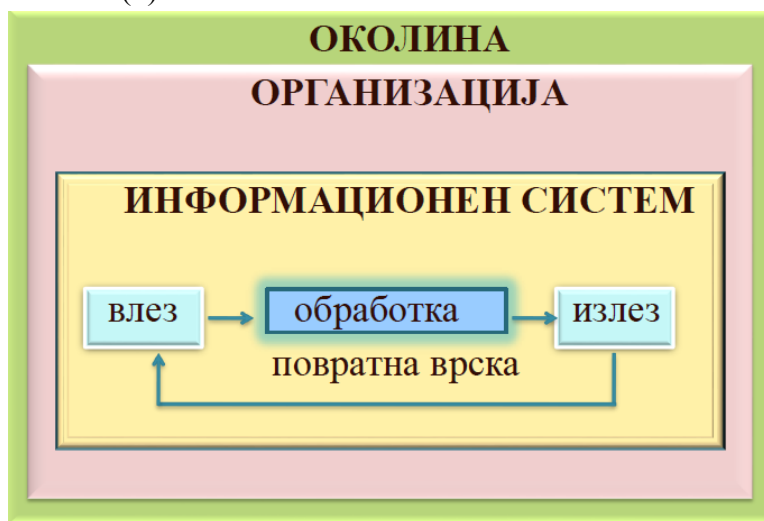 ОКОЛИНА
ОРГАНИЗАЦИЈА
ИНФОРМАЦИОНЕН СИСТЕМ
влез обработка излез
повратна врска